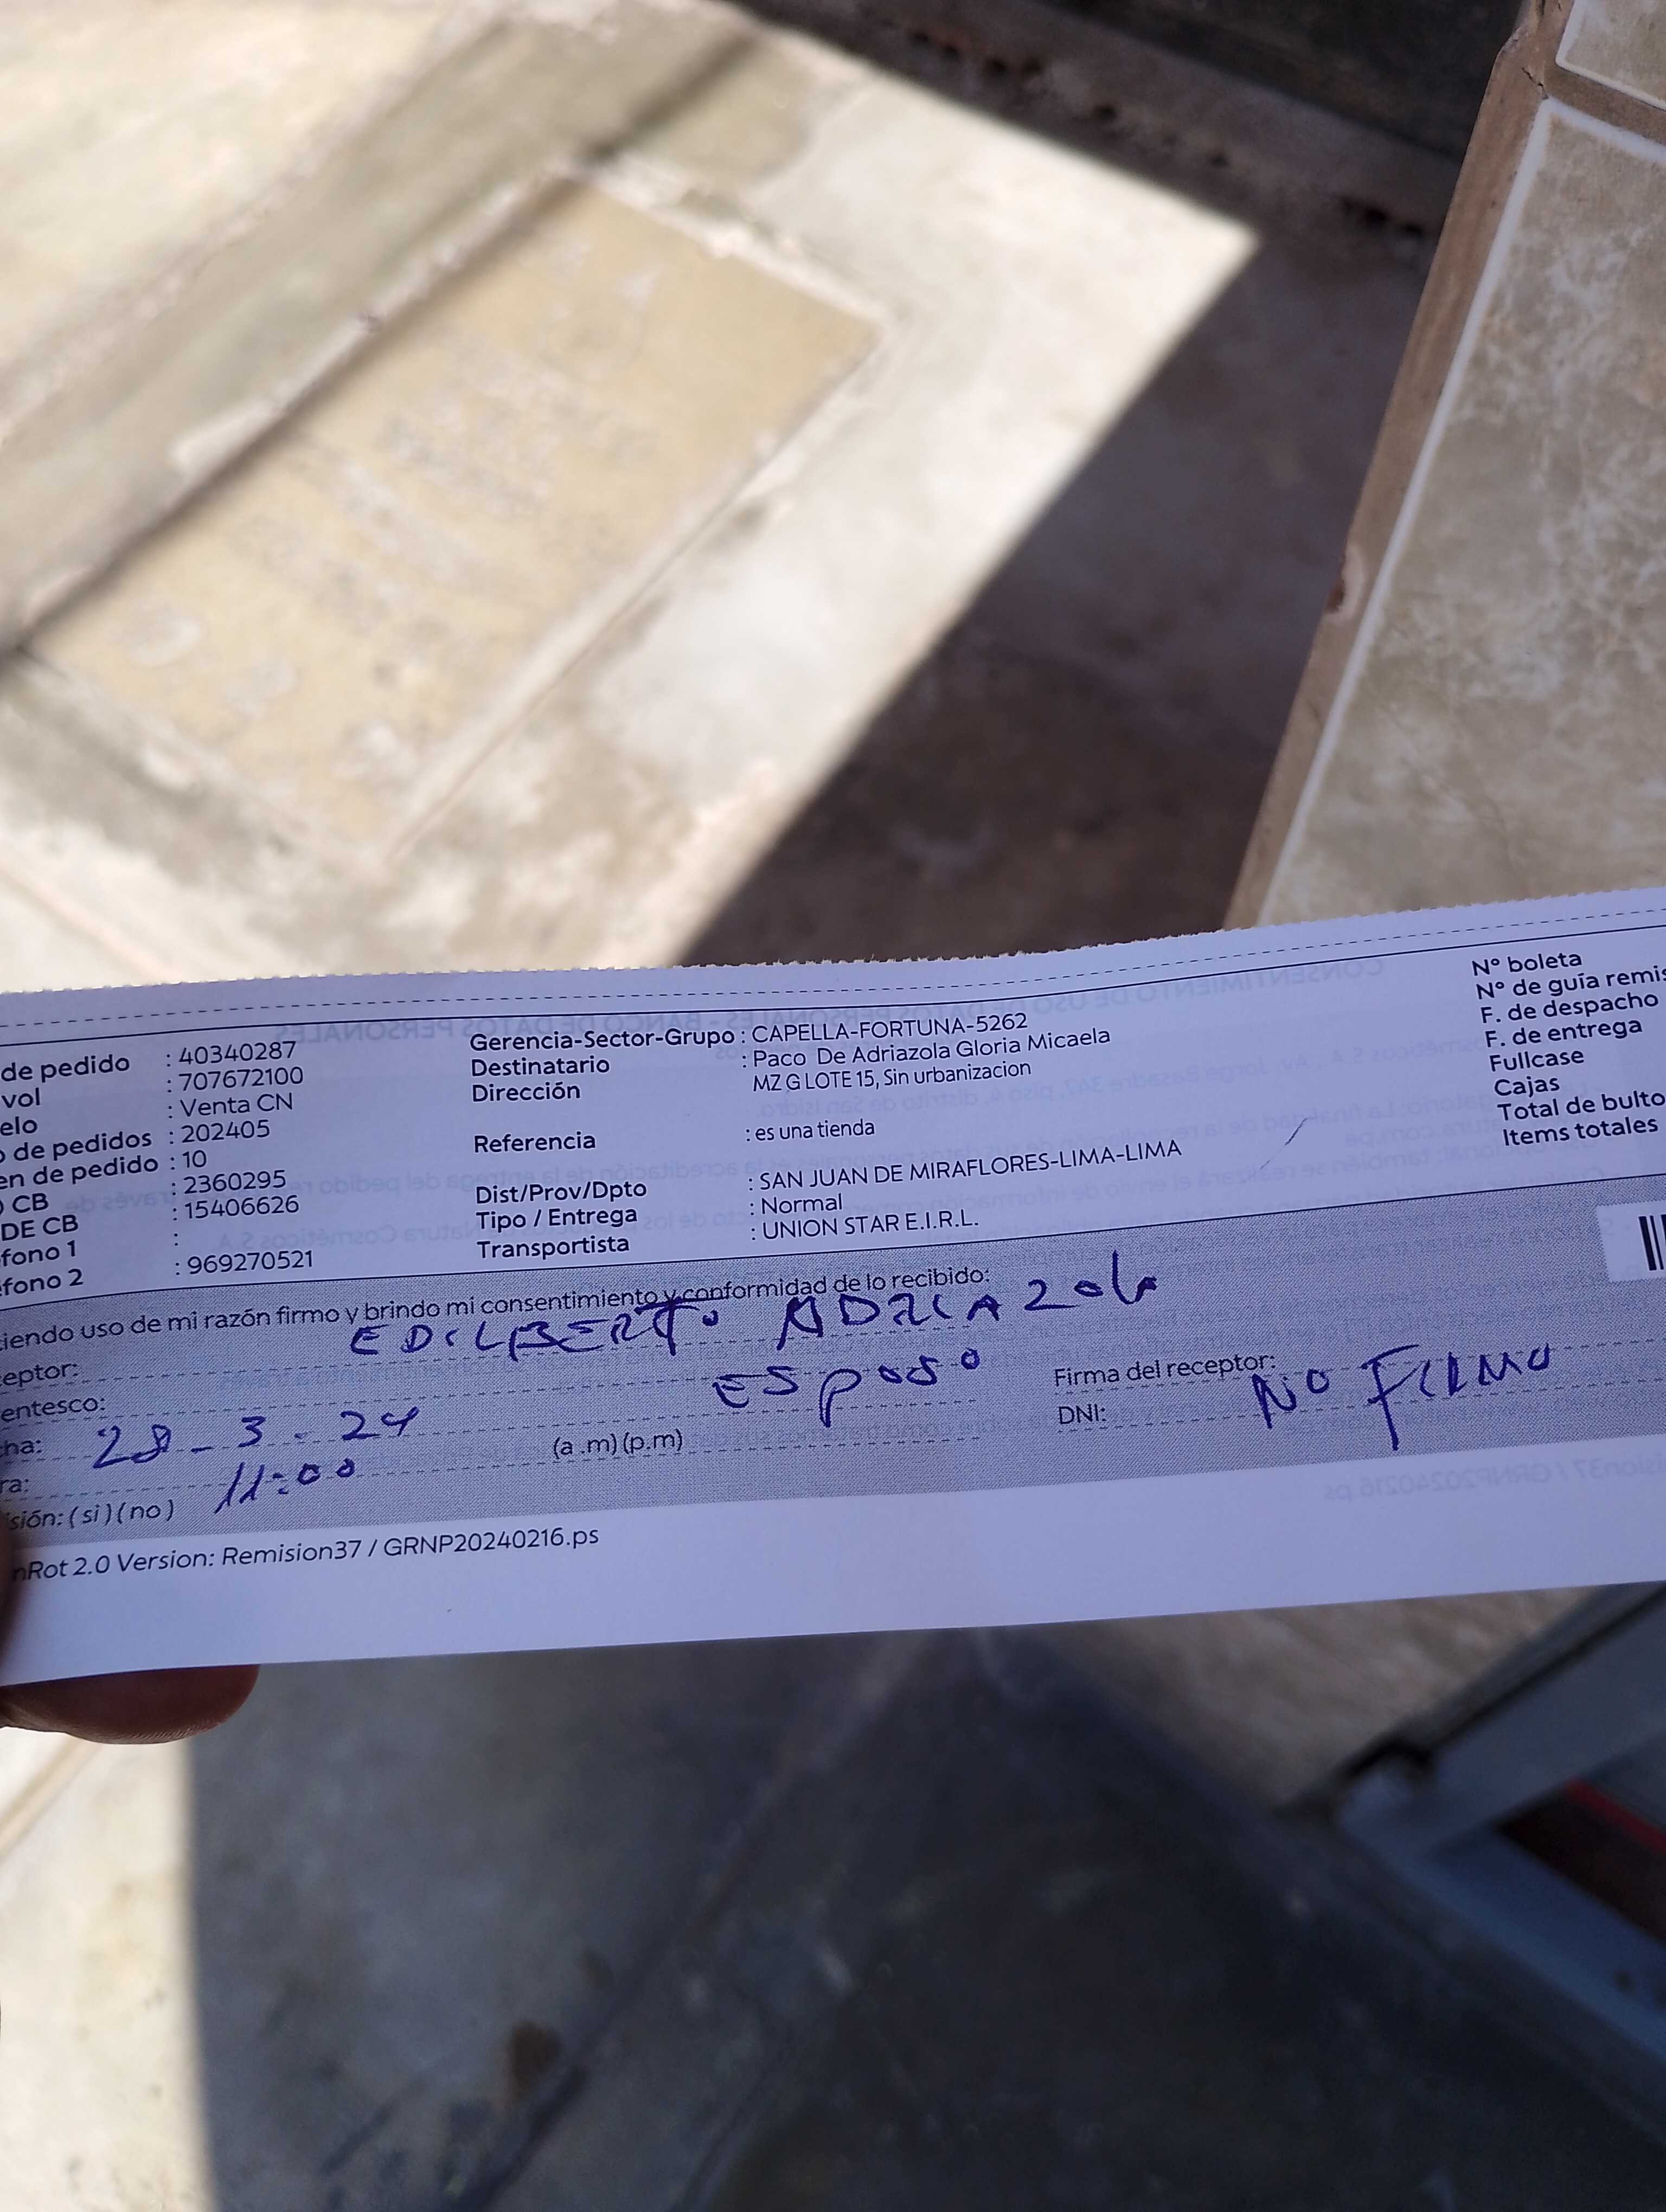 de pedido : 40340287
vol : 707672100
elo : Venta CN
de pedidos : 202405
en de pedido : 10
CB : 2360295
DE CB : 15406626
fono 1 :
fono 2 : 969270521
Gerencia-Sector-Grupo : CAPELLA-FORTUNA-5262
Destinatario : Paco De Adriazola Gloria Micaela
Dirección MZ G LOTE 15, Sin urbanizacion
Referencia : es una tienda
Dist/Prov/Dpto : SAN JUAN DE MIRAFLORES-LIMA-LIMA
Tipo / Entrega : Normal
Transportista : UNION STAR E.I.R.L.
Nº boleta
Nº de guía remis
F. de despacho
F. de entrega
Fullcase
Cajas
Total de bulto
Items totales
iendo uso de mi razón firmo y brindo mi consentimiento y conformidad de lo recibido:
eptor: EDILBERTO ADRIAZOLA
entesco: ESPOSO
ha: 28-3-24
ra: 11:00 (a .m) (p.m)
sión: ( si ) ( no )
Firma del receptor: NO FIRMO
DNI:
nRot 2.0 Version: Remision37 / GRNP20240216.ps